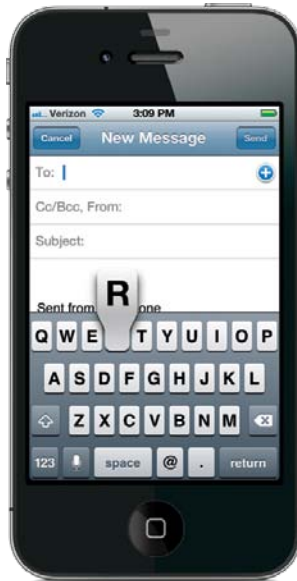 Verizon 3:09 PM
Cancel New Message Send
To:
Cc/Bcc, From:
Subject:
R
Sent from one
Q W E T Y U I O P
A S D F G H J K L
Z X C V B N M
123 space @ . return